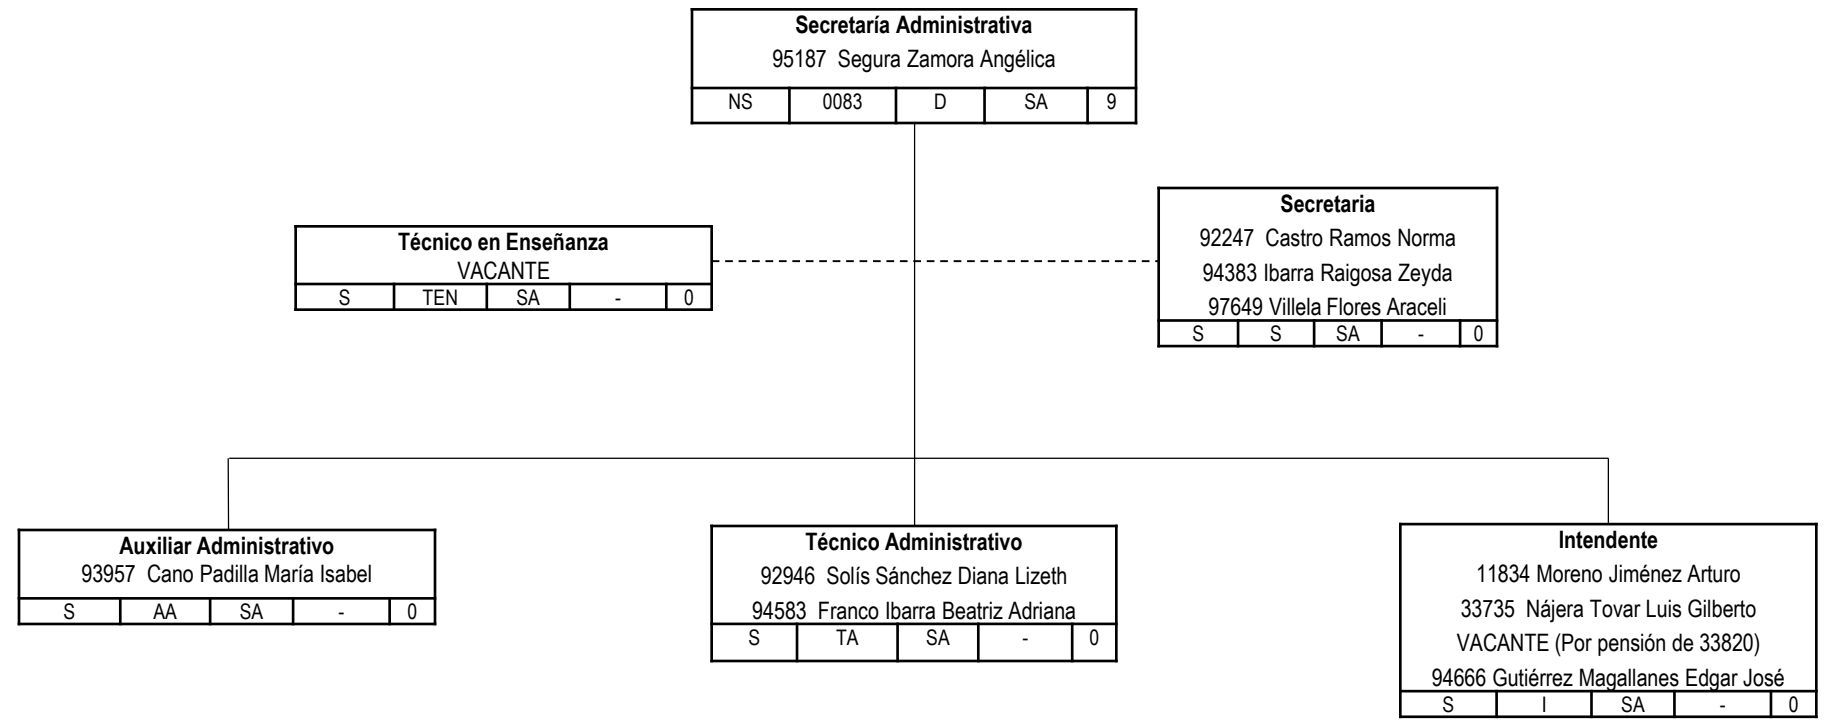 Secretaría Administrativa
95187 Segura Zamora Angélica
NS 0083 D SA 9
Técnico en Enseñanza
VACANTE
S TEN SA - 0
Secretaria
92247 Castro Ramos Norma
94383 Ibarra Raigosa Zeyda
97649 Villela Flores Araceli
S S SA - 0
Auxiliar Administrativo
93957 Cano Padilla María Isabel
S AA SA - 0
Técnico Administrativo
92946 Solís Sánchez Diana Lizeth
94583 Franco Ibarra Beatriz Adriana
S TA SA - 0
Intendente
11834 Moreno Jiménez Arturo
33735 Nájera Tovar Luis Gilberto
VACANTE (Por pensión de 33820)
94666 Gutiérrez Magallanes Edgar José
S I SA - 0